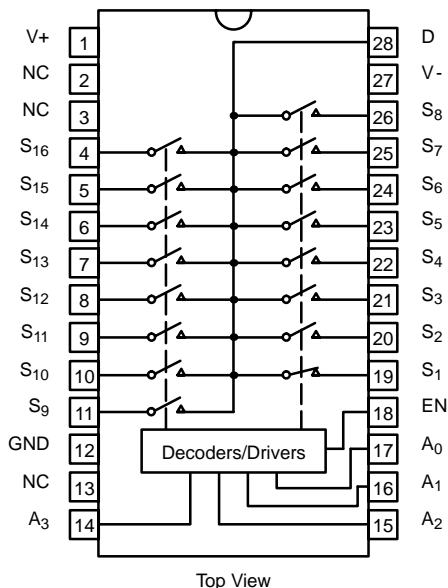 V+ 1 28 D
NC 2 27 V-
NC 3 26 S8
S16 4 25 S7
S15 5 24 S6
S14 6 23 S5
S13 7 22 S4
S12 8 21 S3
S11 9 20 S2
S10 10 19 S1
S9 11 18 EN
GND 12 Decoders/Drivers 17 A0
NC 13 16 A1
A3 14 15 A2
Top View